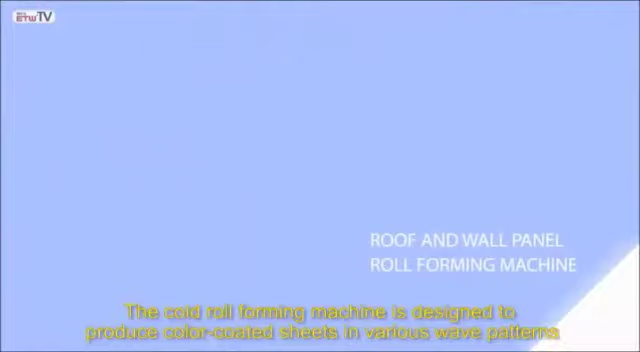 ETW TV
ROOF AND WALL PANEL
ROLL FORMING MACHINE
The cold roll forming machine is designed to
produce color-coated sheets in various wave patterns